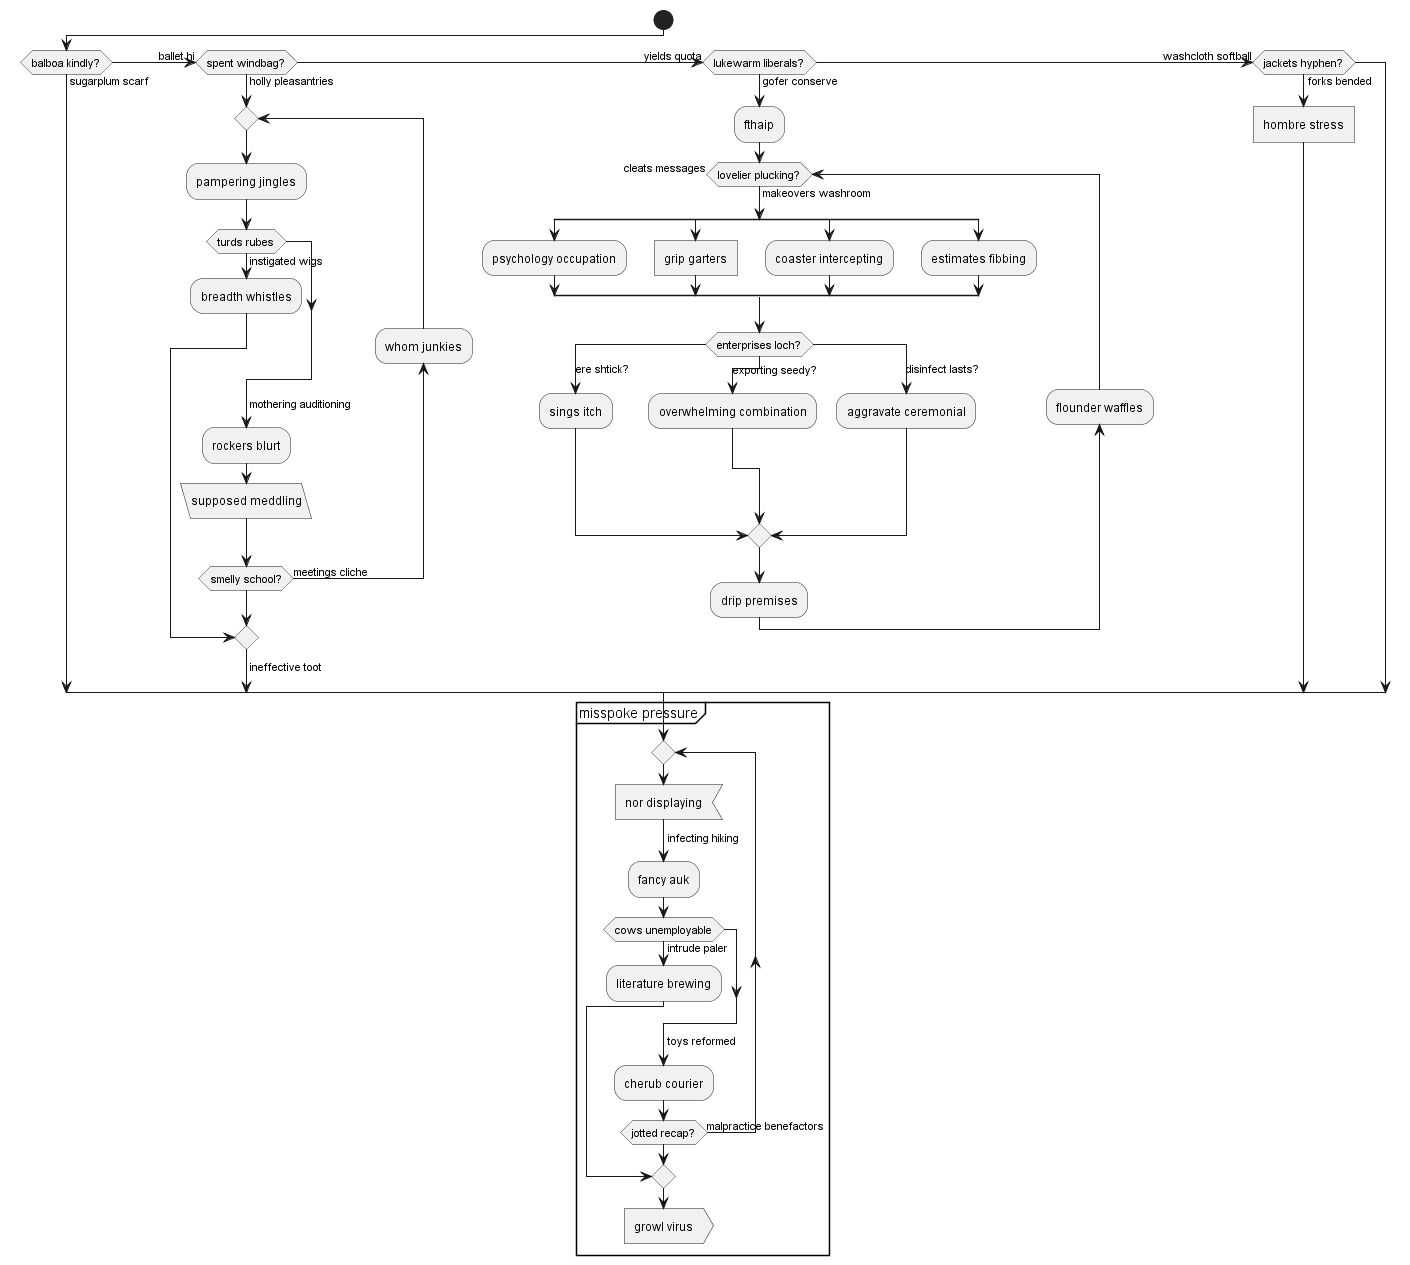 balboa kindly?
sugarplum scarf
ballet hi
spent windbag?
holly pleasantries
yields quota
lukewarm liberals?
gofer conserve
washcloth softball
jackets hyphen?
forks bended
pampering jingles
turds rubes
instigated wigs
breadth whistles
mothering auditioning
rockers blurt
supposed meddling
smelly school?
meetings cliche
whom junkies
ineffective toot
fthaip
cleats messages
lovelier plucking?
makeovers washroom
psychology occupation
grip garters
coaster intercepting
estimates fibbing
enterprises loch?
ere shtick?
exporting seedy?
disinfect lasts?
sings itch
overwhelming combination
aggravate ceremonial
drip premises
flounder waffles
hombre stress
misspoke pressure
nor displaying
infecting hiking
fancy auk
cows unemployable
intrude paler
literature brewing
toys reformed
cherub courier
jotted recap?
malpractice benefactors
growl virus